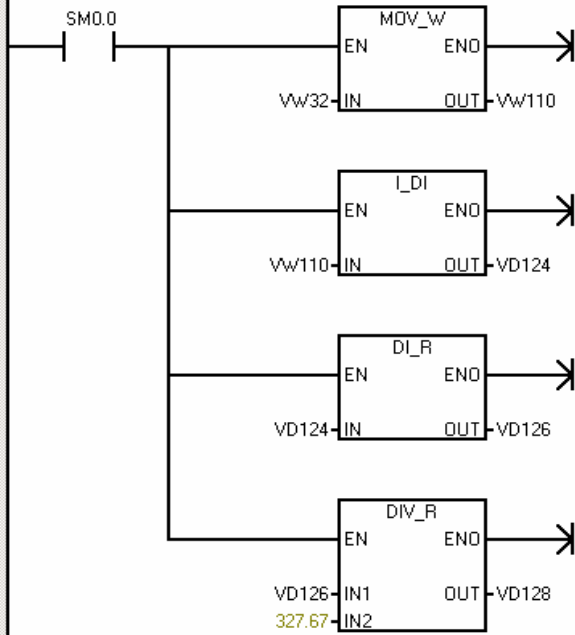 SM0.0
MOV_W
EN ENO
VW32 IN OUT VW110
I_DI
EN ENO
VW110 IN OUT VD124
DI_R
EN ENO
VD124 IN OUT VD126
DIV_R
EN ENO
VD126 IN1 OUT VD128
327.67 IN2